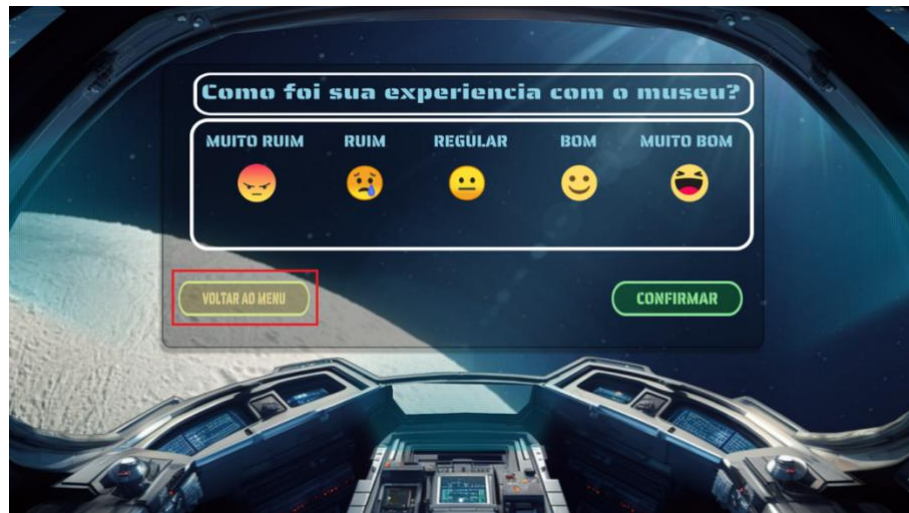 Como foi sua experiencia com o museu?
MUITO RUIM RUIM REGULAR BOM MUITO BOM
VOLTAR AO MENU CONFIRMAR